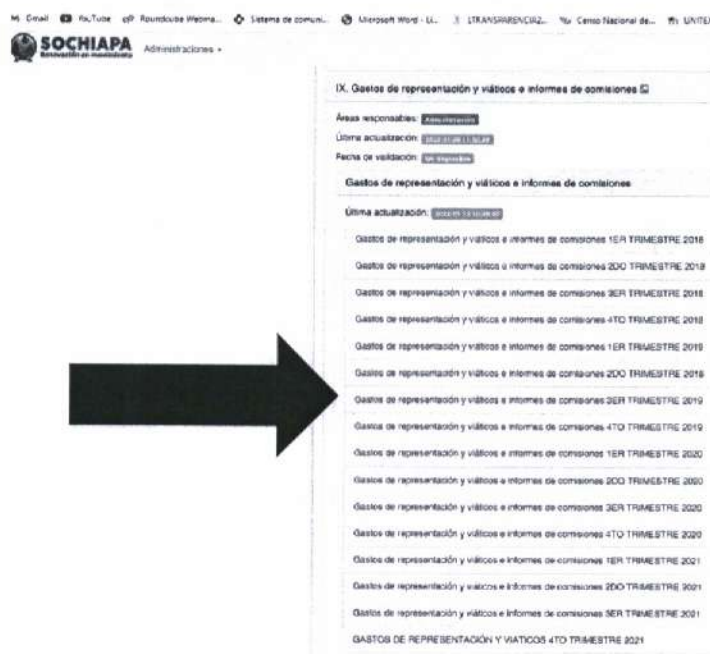 Gmail YouTube Roundcube Webma... Sistema de comuni... Microsoft Word - Li... LTRANSPARENCIA2... Censo Nacional de... UNITE
SOCHIAPA
Renovación en movimiento
Administraciones
IX. Gastos de representación y viáticos e informes de comisiones
Áreas responsables:
Última actualización:
Fecha de validación:
Gastos de representación y viáticos e informes de comisiones
Última actualización:
Gastos de representación y viáticos e informes de comisiones 1ER TRIMESTRE 2018
Gastos de representación y viáticos e informes de comisiones 2DO TRIMESTRE 2018
Gastos de representación y viáticos e informes de comisiones 3ER TRIMESTRE 2018
Gastos de representación y viáticos e informes de comisiones 4TO TRIMESTRE 2018
Gastos de representación y viáticos e informes de comisiones 1ER TRIMESTRE 2019
Gastos de representación y viáticos e informes de comisiones 2DO TRIMESTRE
Gastos de representación y viáticos e informes de comisiones 3ER TRIMESTRE 2019
Gastos de representación y viáticos e informes de comisiones 4TO TRIMESTRE 2019
Gastos de representación y viáticos e informes de comisiones 1ER TRIMESTRE 2020
Gastos de representación y viáticos e informes de comisiones 2DO TRIMESTRE 2020
Gastos de representación y viáticos e informes de comisiones 3ER TRIMESTRE 2020
Gastos de representación y viáticos e informes de comisiones 4TO TRIMESTRE 2020
Gastos de representación y viáticos e informes de comisiones 1ER TRIMESTRE 2021
Gastos de representación y viáticos e informes de comisiones 2DO TRIMESTRE 2021
Gastos de representación y viáticos e informes de comisiones 3ER TRIMESTRE 2021
GASTOS DE REPRESENTACIÓN Y VIATICOS 4TO TRIMESTRE 2021